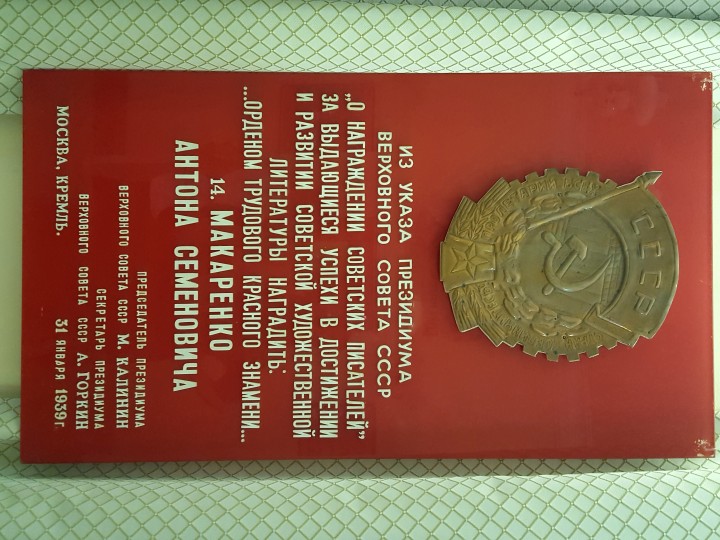 СССР
ИЗ УКАЗА ПРЕЗИДИУМА
ВЕРХОВНОГО СОВЕТА СССР
„О НАГРАЖДЕНИИ СОВЕТСКИХ ПИСАТЕЛЕЙ”
ЗА ВЫДАЮЩИЕСЯ УСПЕХИ В ДОСТИЖЕНИИ
И РАЗВИТИИ СОВЕТСКОЙ ХУДОЖЕСТВЕННОЙ
ЛИТЕРАТУРЫ НАГРАДИТЬ:
...ОРДЕНОМ ТРУДОВОГО КРАСНОГО ЗНАМЕНИ...
14. МАКАРЕНКО
АНТОНА СЕМЕНОВИЧА
ПРЕДСЕДАТЕЛЬ ПРЕЗИДИУМА
ВЕРХОВНОГО СОВЕТА СССР М. КАЛИНИН
СЕКРЕТАРЬ ПРЕЗИДИУМА
ВЕРХОВНОГО СОВЕТА СССР А. ГОРКИН
МОСКВА, КРЕМЛЬ. 31 ЯНВАРЯ 1939 г.